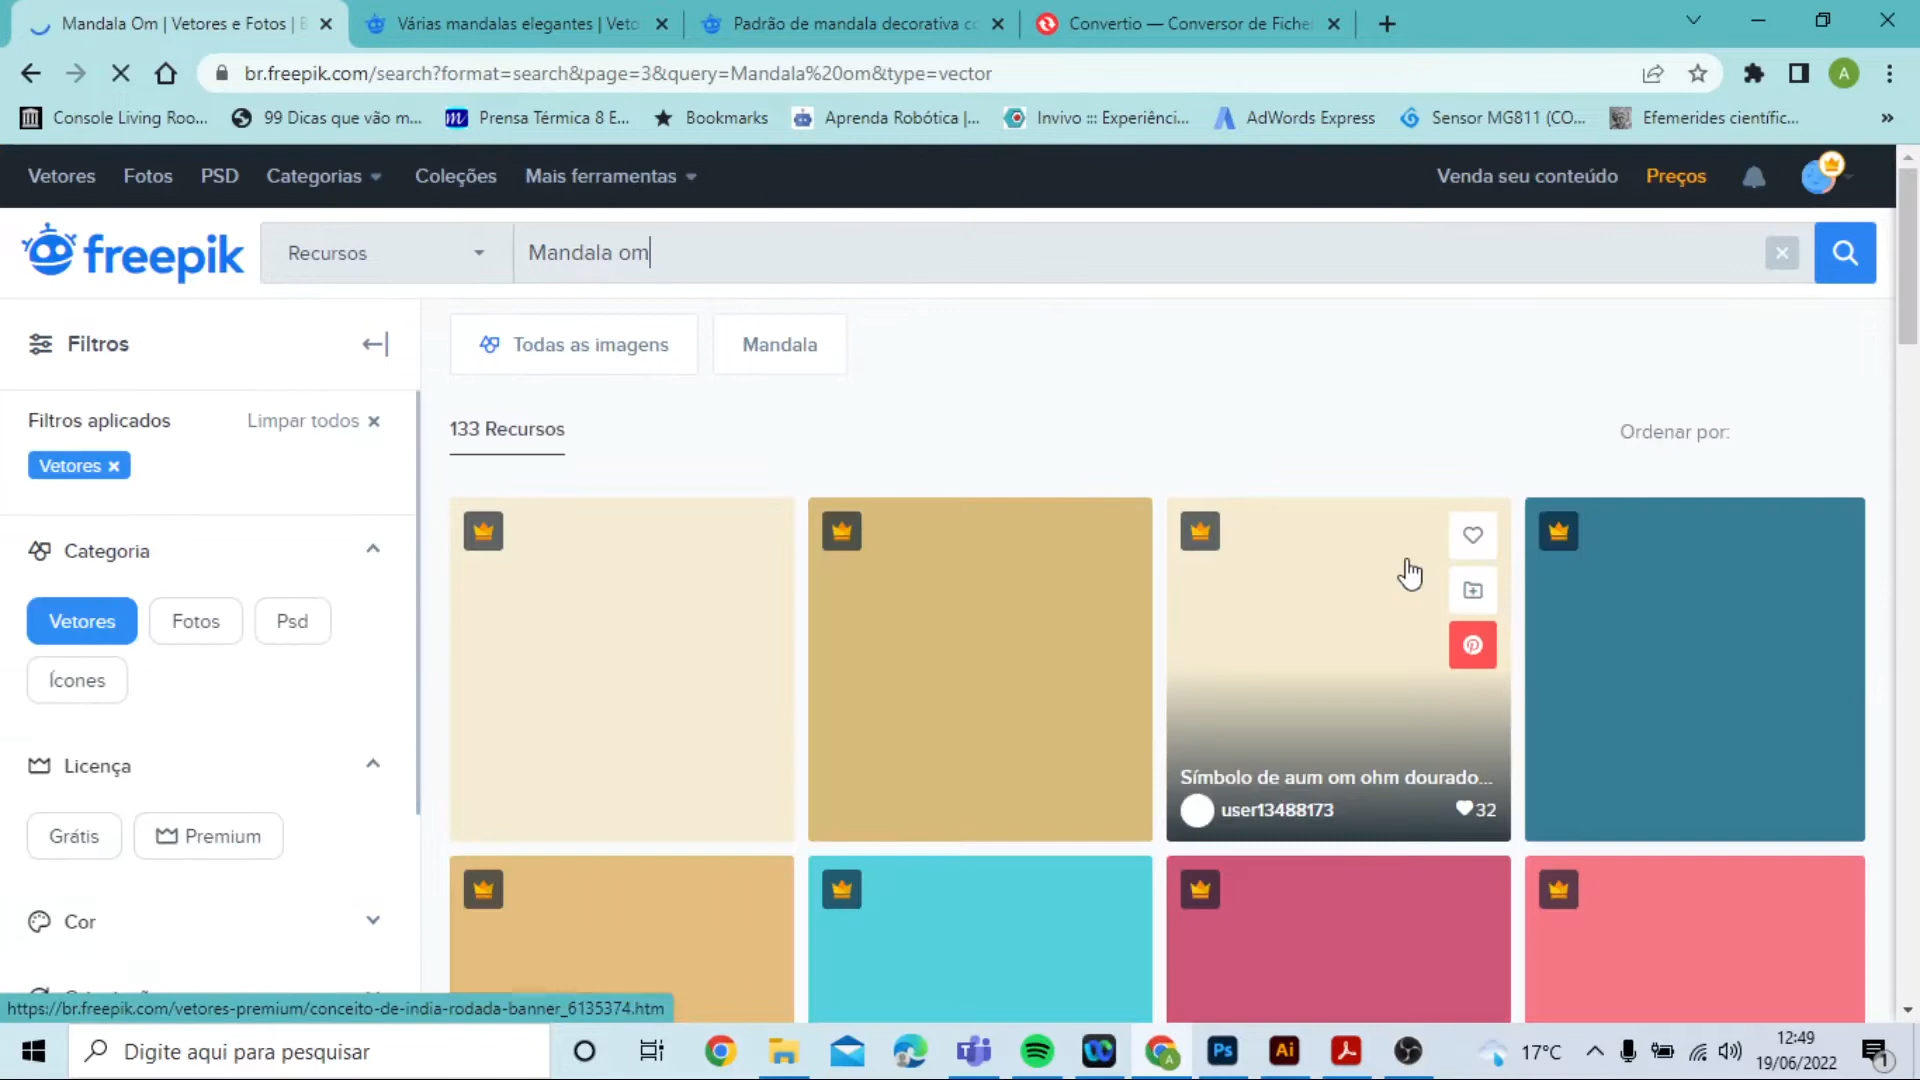 Mandala Om | Vetores e Fotos |
Várias mandalas elegantes | Veto
Padrão de mandala decorativa co
Convertio — Conversor de Fichei
br.freepik.com/search?format=search&page=3&query=Mandala%20om&type=vector
A
Console Living Roo...
99 Dicas que vão m...
Prensa Térmica 8 E...
Bookmarks
Aprenda Robótica |...
Invivo ::: Experiênci...
AdWords Express
Sensor MG811 (CO...
Efemerides científic...
»
Vetores
Fotos
PSD
Categorias
Coleções
Mais ferramentas
Venda seu conteúdo
Preços
freepik
Recursos
Mandala om
Filtros
Todas as imagens
Mandala
Filtros aplicados
Limpar todos ×
Vetores ×
133 Recursos
Ordenar por:
Categoria
Vetores
Fotos
Psd
Ícones
Licença
Grátis
Premium
Cor
Símbolo de aum om ohm dourado...
user13488173
32
https://br.freepik.com/vetores-premium/conceito-de-india-rodada-banner_6135374.htm
Digite aqui para pesquisar
Ps
Ai
17°C
12:49
19/06/2022
1